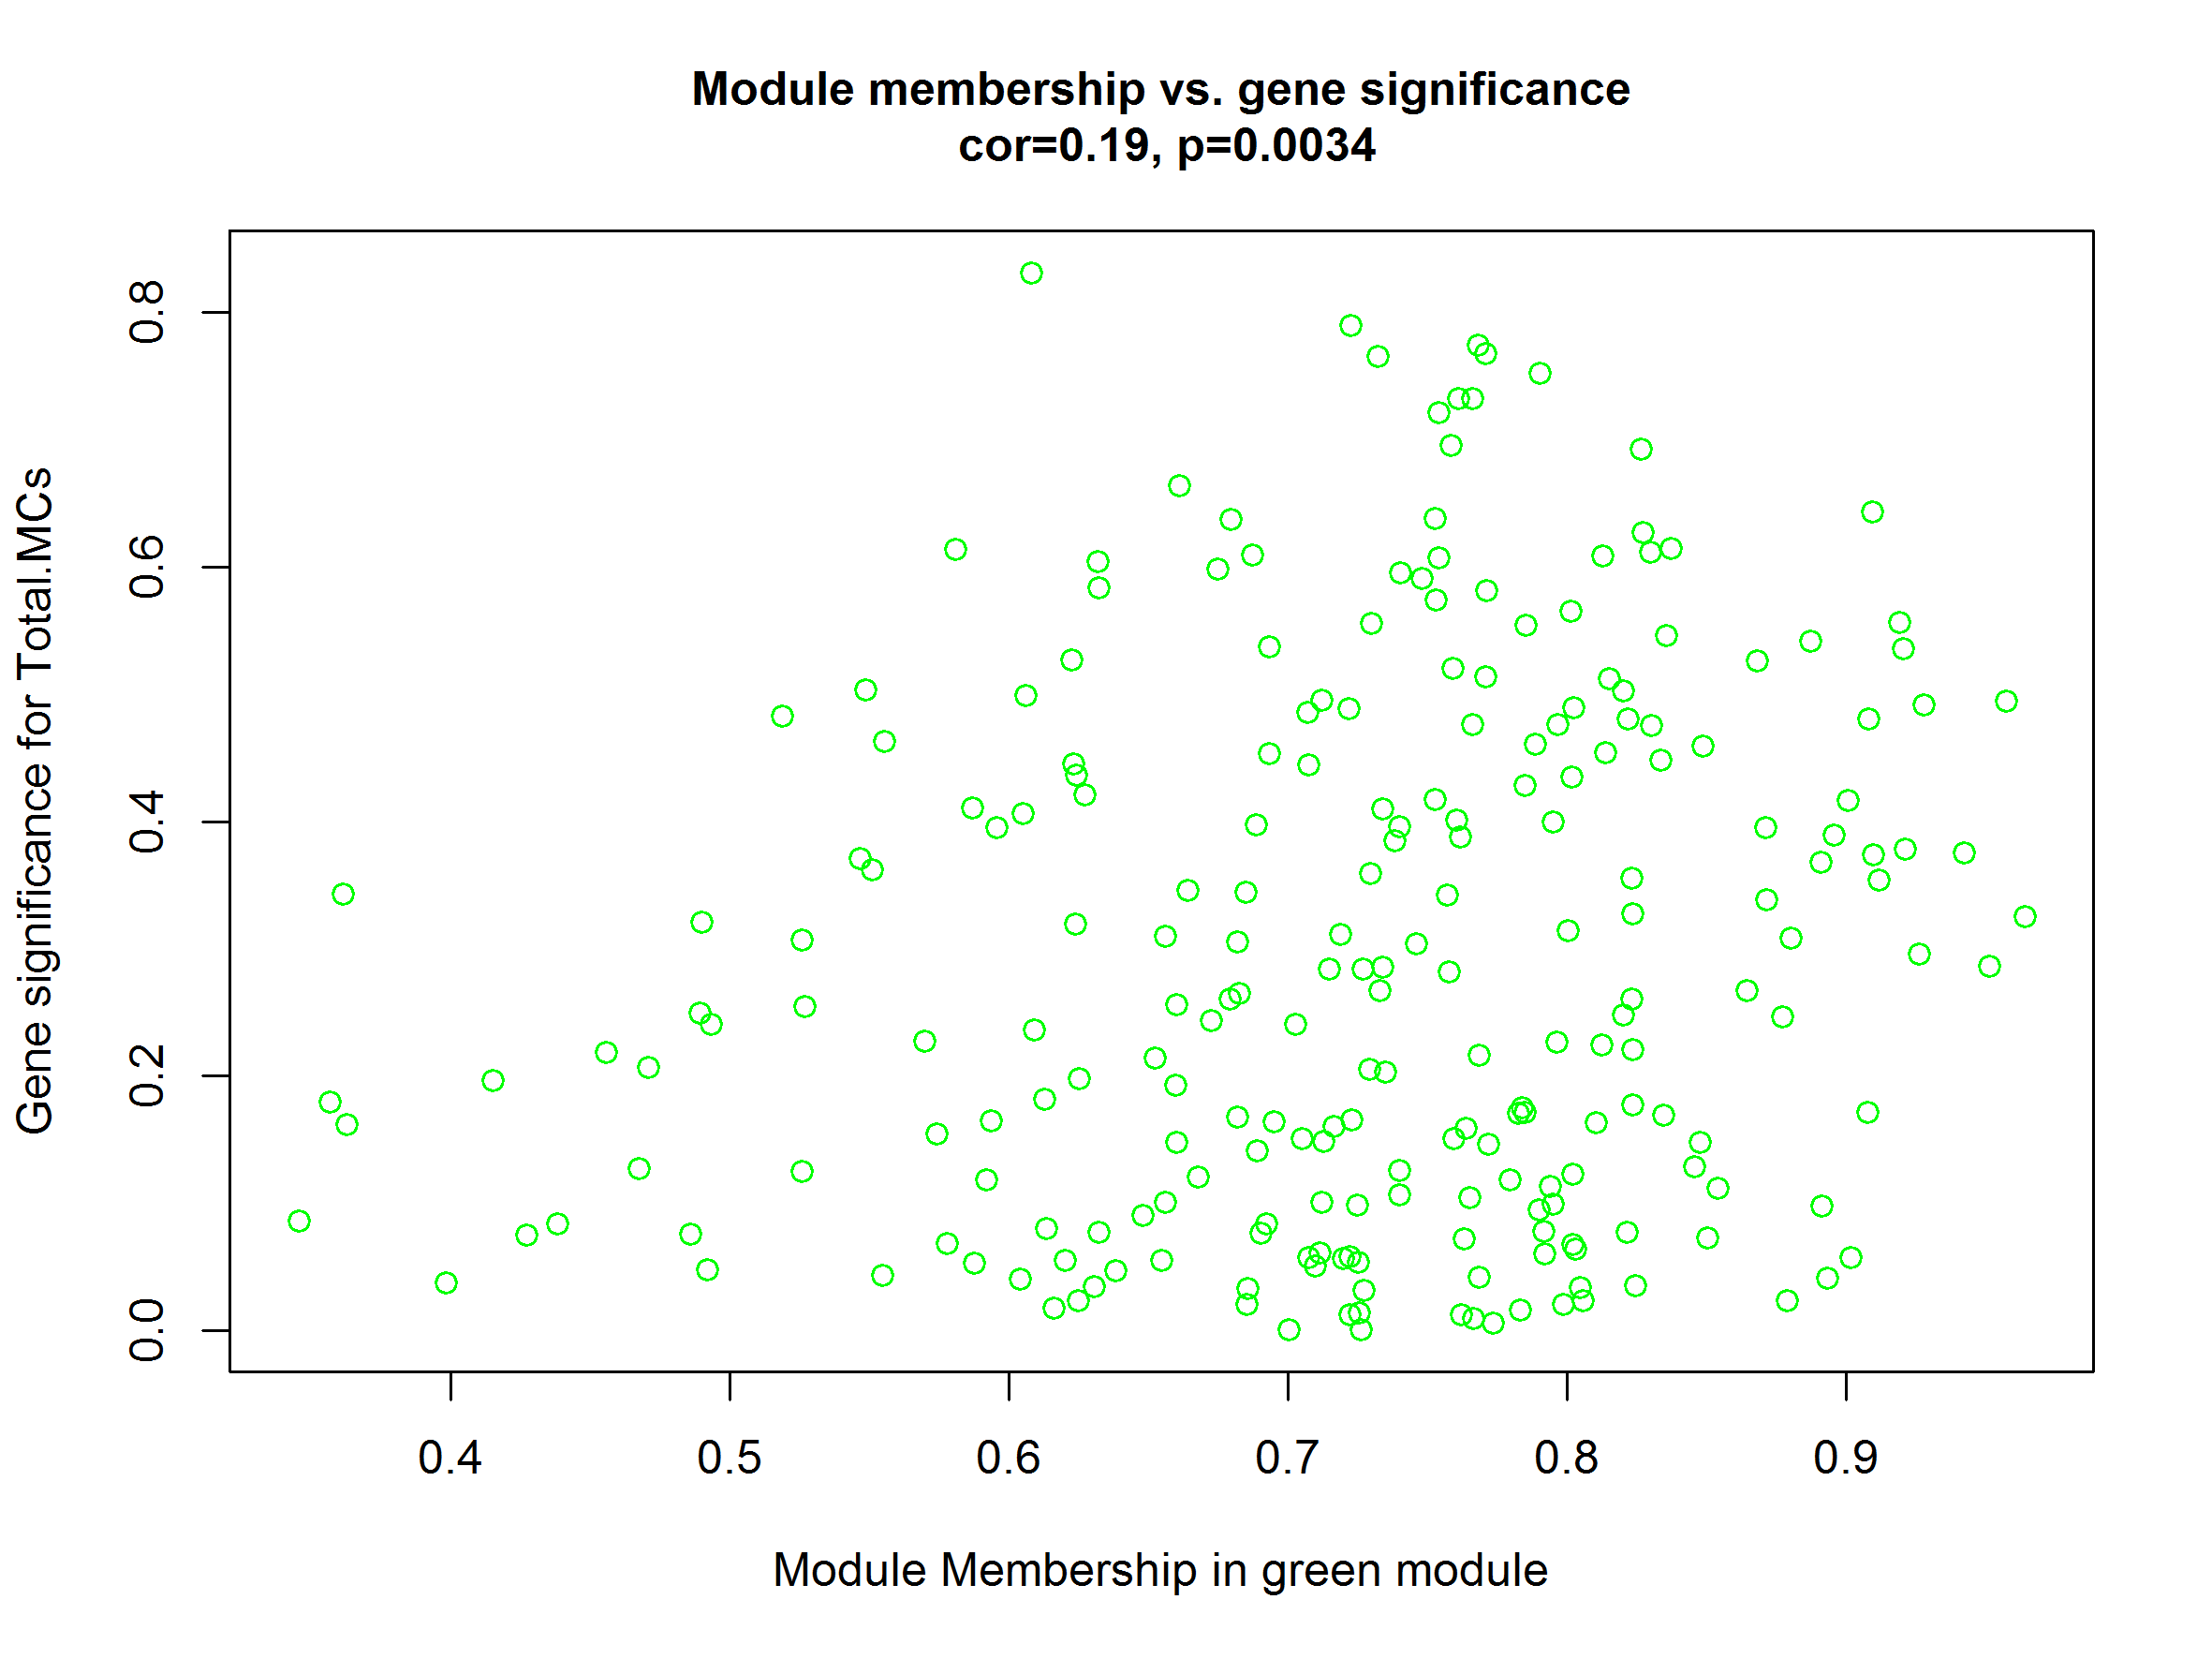 Module membership vs. gene significance
cor=0.19, p=0.0034
Gene significance for Total.MCs
0.8
0.6
0.4
0.2
0.0
0.4 0.5 0.6 0.7 0.8 0.9
Module Membership in green module